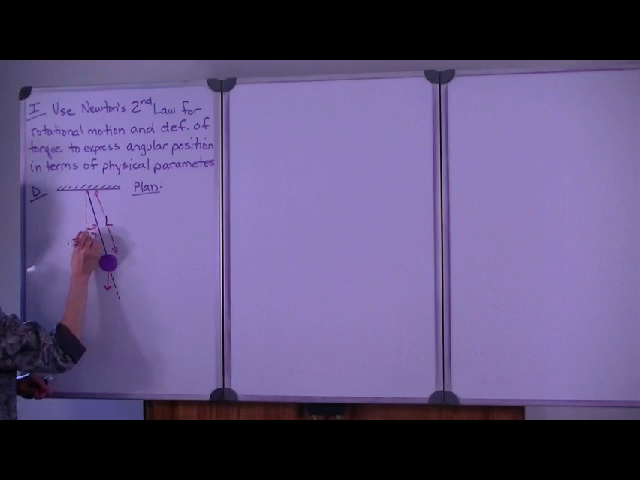 I Use Newton's 2nd Law for
rotational motion and def. of
torque to express angular position
in terms of physical parameters
D Plan.
L